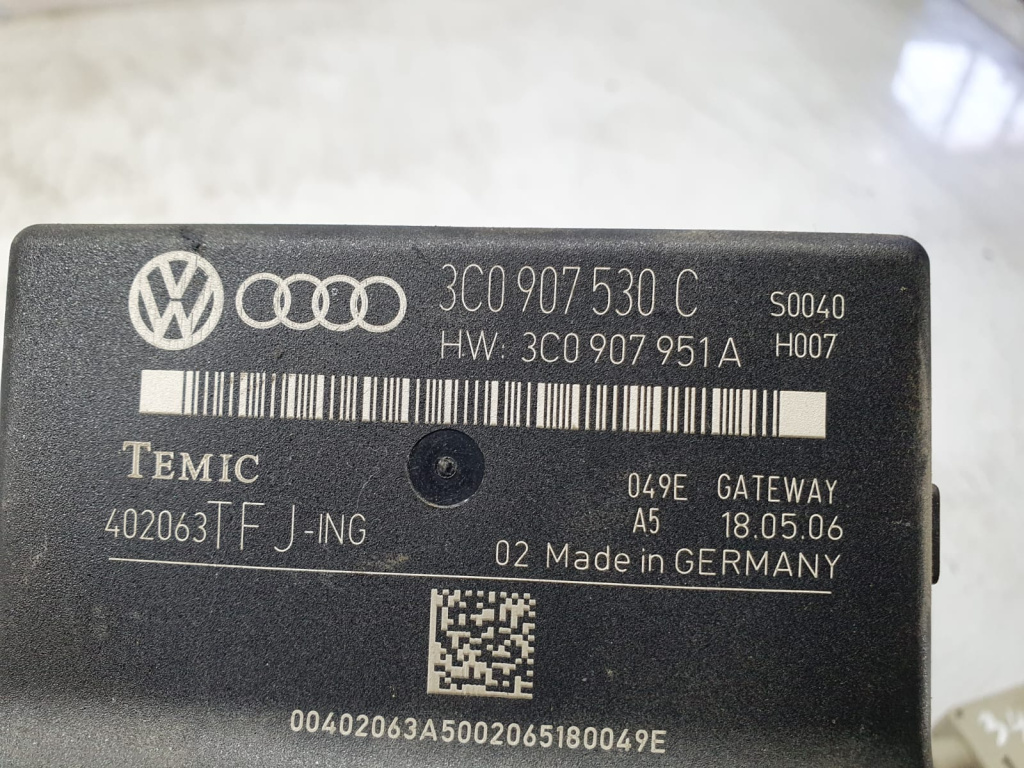 3C0 907 530 C S0040
HW: 3C0 907 951 A H007
TEMIC
049E GATEWAY
402063TFJ-ING A5 18.05.06
02 Made in GERMANY
00402063A5002065180049E